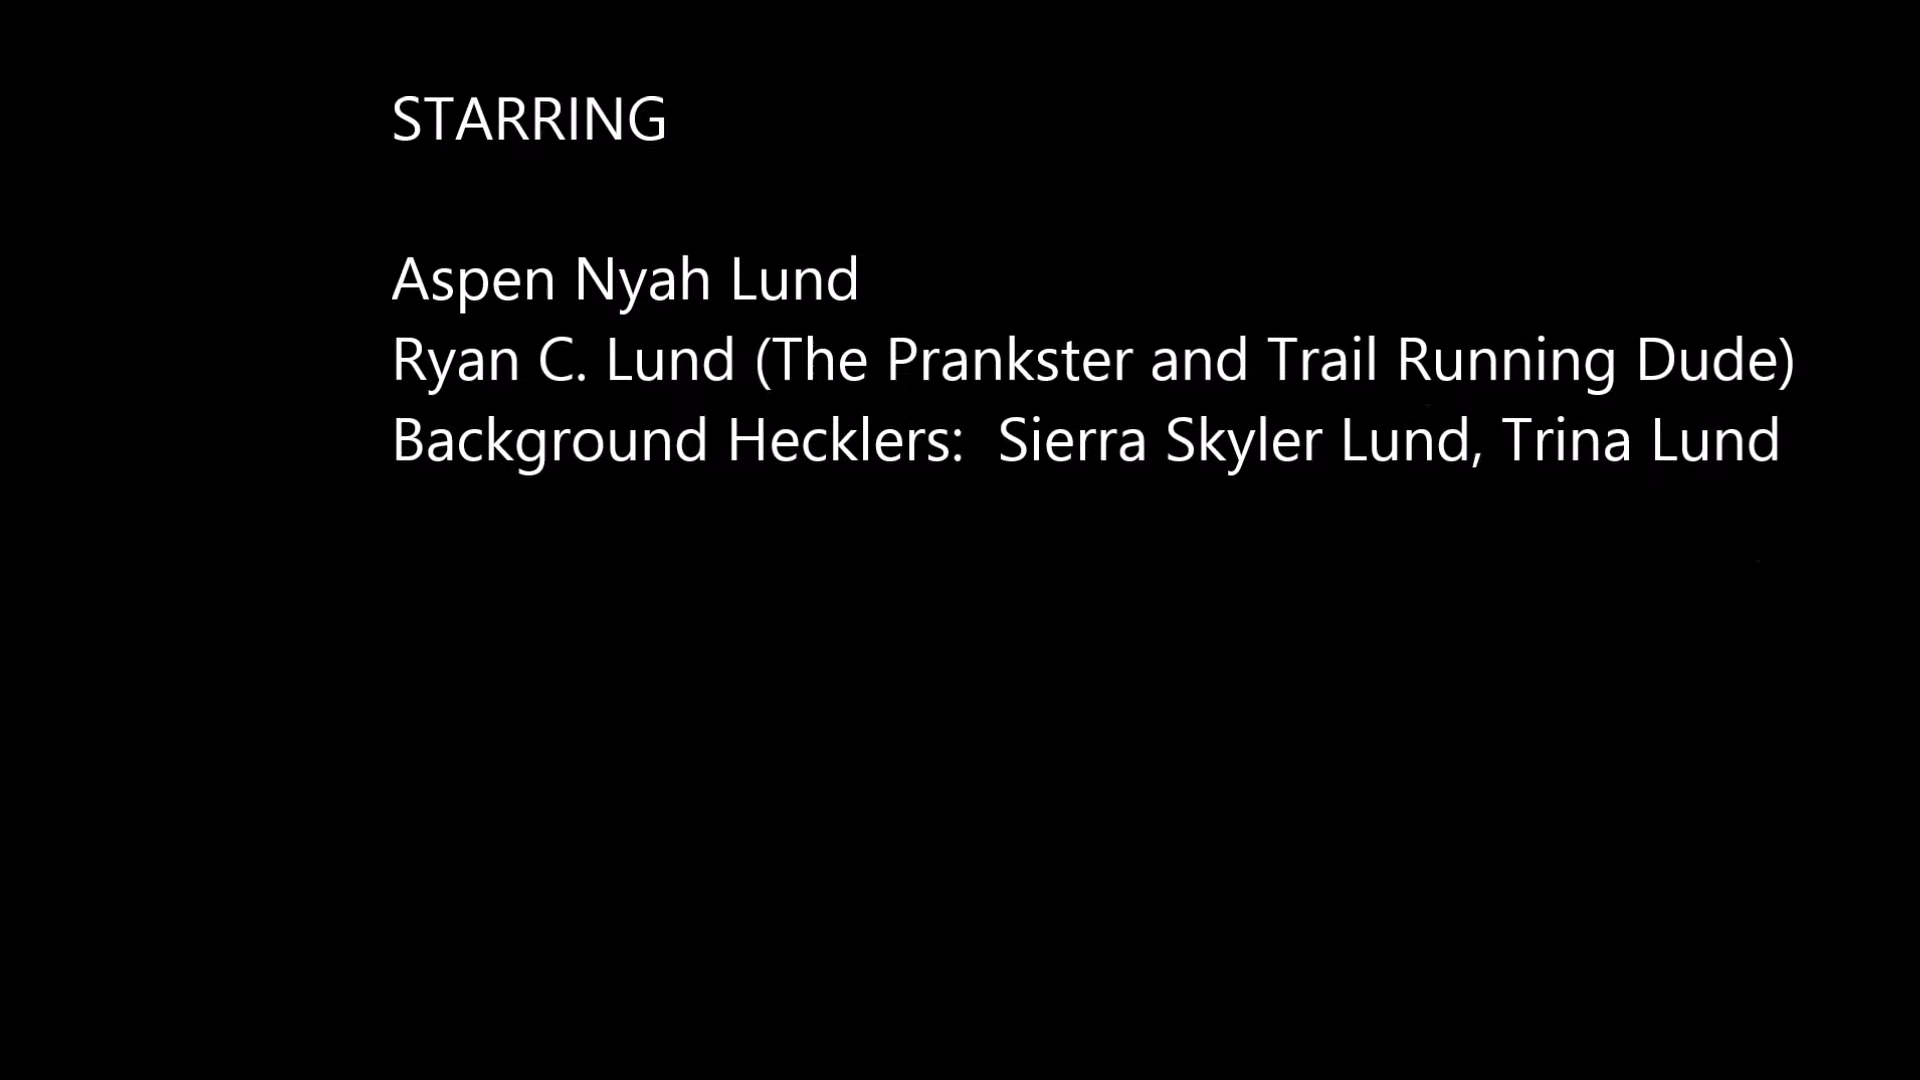 STARRING
Aspen Nyah Lund
Ryan C. Lund (The Prankster and Trail Running Dude)
Background Hecklers:  Sierra Skyler Lund, Trina Lund